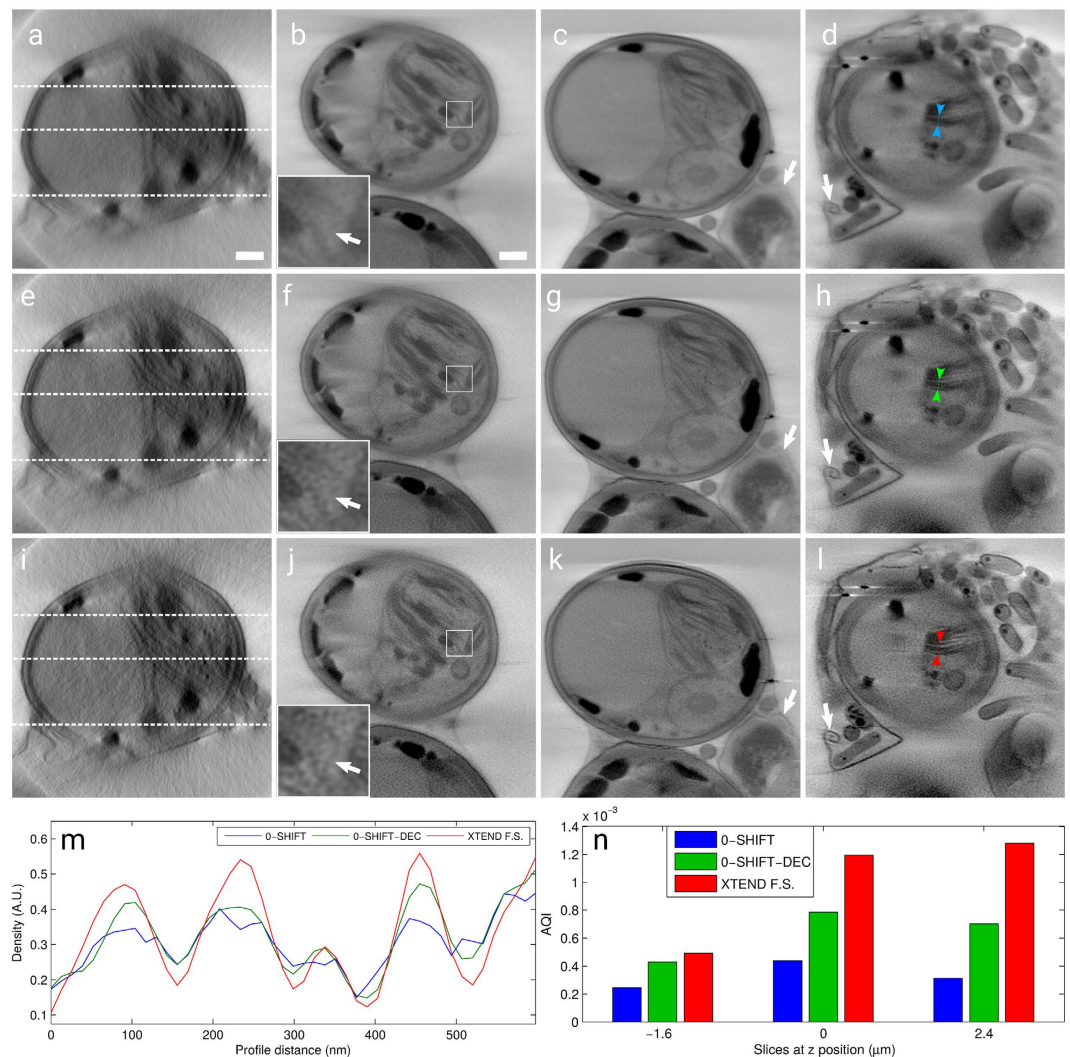 a
b
c
d
e
f
g
h
i
j
k
l
m
0-SHIFT
0-SHIFT-DEC
XTEND F.S.
0.6
0.5
0.4
0.3
0.2
0.1
Density (A.U.)
0
100
200
300
400
500
Profile distance (nm)
n
x 10⁻³
0-SHIFT
0-SHIFT-DEC
XTEND F.S.
1.4
1.2
1
0.8
0.6
0.4
0.2
0
AQI
-1.6
0
2.4
Slices at z position (μm)